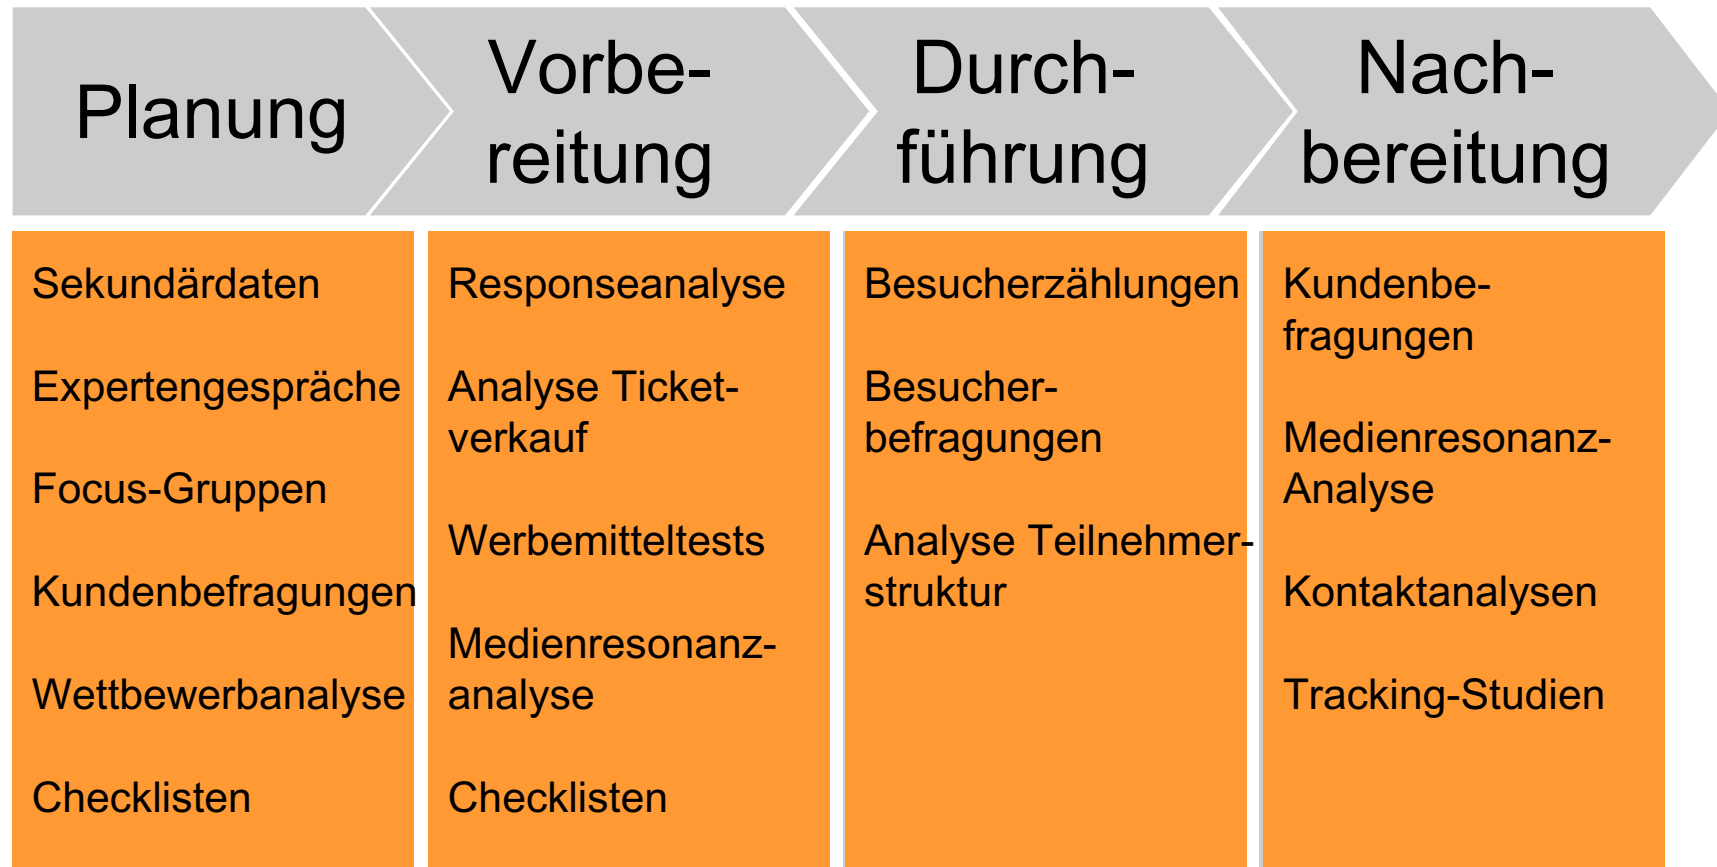 Planung
Vorbe-
reitung
Durch-
führung
Nach-
bereitung
Sekundärdaten
Expertengespräche
Focus-Gruppen
Kundenbefragungen
Wettbewerbanalyse
Checklisten
Responseanalyse
Analyse Ticket-
verkauf
Werbemitteltests
Medienresonanz-
analyse
Checklisten
Besucherzählungen
Besucher-
befragungen
Analyse Teilnehmer-
struktur
Kundenbe-
fragungen
Medienresonanz-
Analyse
Kontaktanalysen
Tracking-Studien